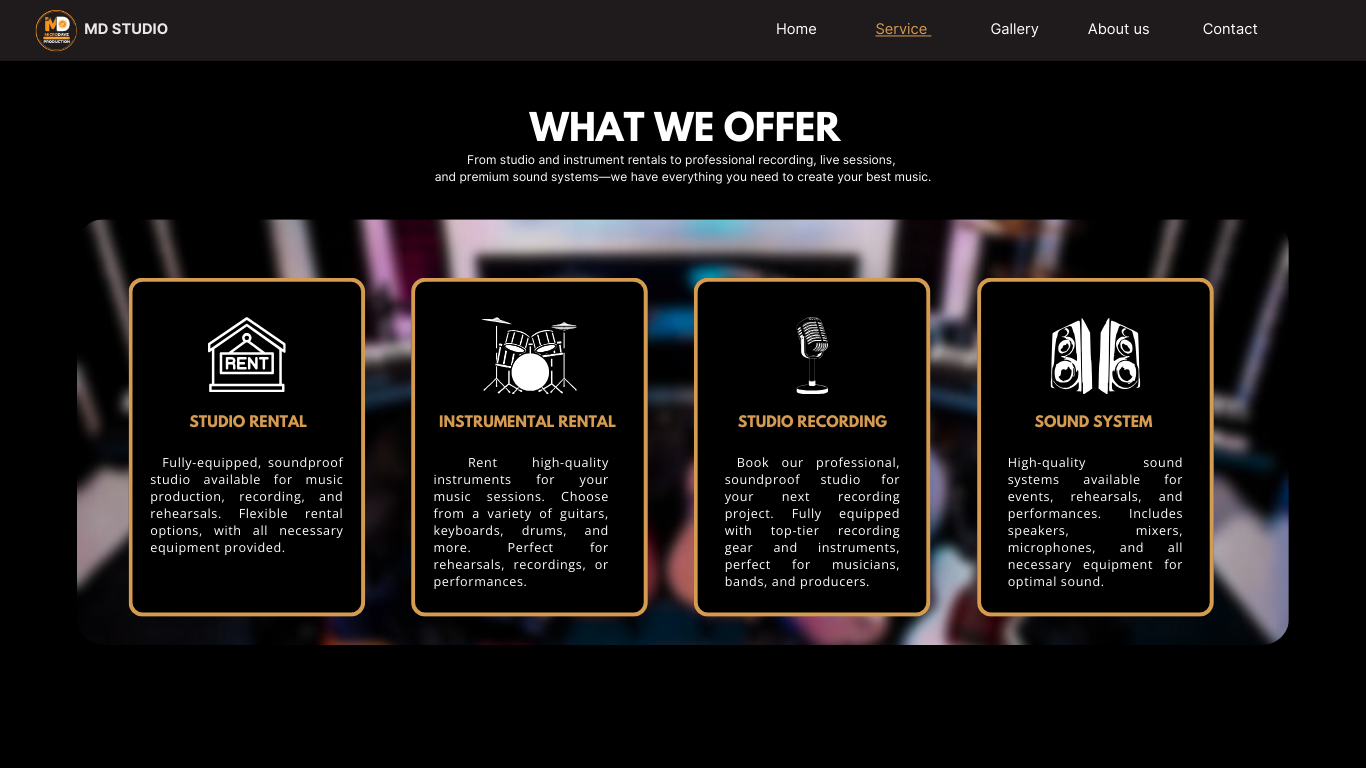 MD
MICRODAVE
PRODUCTION
MD STUDIO
Home
Service
Gallery
About us
Contact
WHAT WE OFFER
From studio and instrument rentals to professional recording, live sessions,
and premium sound systems—we have everything you need to create your best music.
RENT
STUDIO RENTAL
Fully-equipped, soundproof
studio available for music
production, recording, and
rehearsals. Flexible rental
options, with all necessary
equipment provided.
INSTRUMENTAL RENTAL
Rent high-quality
instruments for your
music sessions. Choose
from a variety of guitars,
keyboards, drums, and
more. Perfect for
rehearsals, recordings, or
performances.
STUDIO RECORDING
Book our professional,
soundproof studio for
your next recording
project. Fully equipped
with top-tier recording
gear and instruments,
perfect for musicians,
bands, and producers.
SOUND SYSTEM
High-quality sound
systems available for
events, rehearsals, and
performances. Includes
speakers, mixers,
microphones, and all
necessary equipment for
optimal sound.